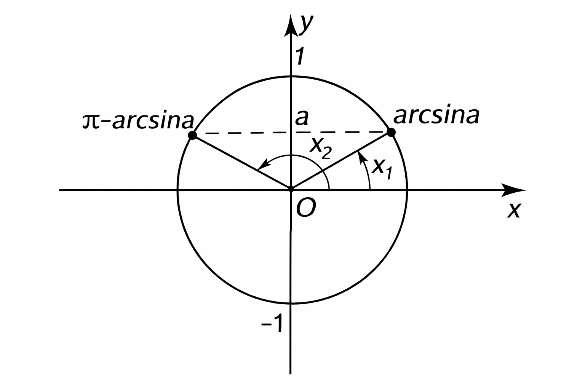 y
1
π–arcsina
a
arcsina
x₂
x₁
O
x
–1